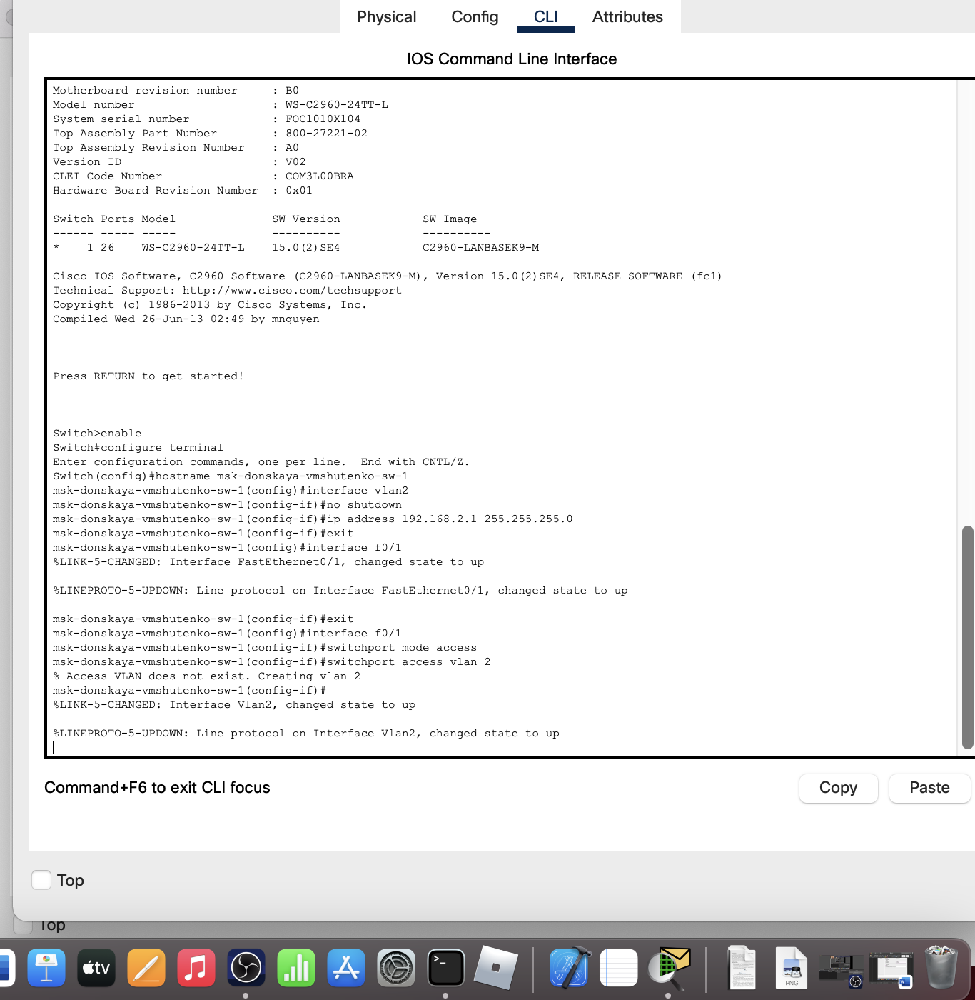 Physical Config CLI Attributes
IOS Command Line Interface
Motherboard revision number : B0
Model number : WS-C2960-24TT-L
System serial number : FOC1010X104
Top Assembly Part Number : 800-27221-02
Top Assembly Revision Number : A0
Version ID : V02
CLEI Code Number : COM3L00BRA
Hardware Board Revision Number : 0x01
Switch Ports Model SW Version SW Image
------ ----- ----- ---------- ----------
* 1 26 WS-C2960-24TT-L 15.0(2)SE4 C2960-LANBASEK9-M
Cisco IOS Software, C2960 Software (C2960-LANBASEK9-M), Version 15.0(2)SE4, RELEASE SOFTWARE (fc1)
Technical Support: http://www.cisco.com/techsupport
Copyright (c) 1986-2013 by Cisco Systems, Inc.
Compiled Wed 26-Jun-13 02:49 by mnguyen
Press RETURN to get started!
Switch>enable
Switch#configure terminal
Enter configuration commands, one per line. End with CNTL/Z.
Switch(config)#hostname msk-donskaya-vmshutenko-sw-1
msk-donskaya-vmshutenko-sw-1(config)#interface vlan2
msk-donskaya-vmshutenko-sw-1(config-if)#no shutdown
msk-donskaya-vmshutenko-sw-1(config-if)#ip address 192.168.2.1 255.255.255.0
msk-donskaya-vmshutenko-sw-1(config-if)#exit
msk-donskaya-vmshutenko-sw-1(config)#interface f0/1
%LINK-5-CHANGED: Interface FastEthernet0/1, changed state to up
%LINEPROTO-5-UPDOWN: Line protocol on Interface FastEthernet0/1, changed state to up
msk-donskaya-vmshutenko-sw-1(config-if)#exit
msk-donskaya-vmshutenko-sw-1(config)#interface f0/1
msk-donskaya-vmshutenko-sw-1(config-if)#switchport mode access
msk-donskaya-vmshutenko-sw-1(config-if)#switchport access vlan 2
% Access VLAN does not exist. Creating vlan 2
msk-donskaya-vmshutenko-sw-1(config-if)#
%LINK-5-CHANGED: Interface Vlan2, changed state to up
%LINEPROTO-5-UPDOWN: Line protocol on Interface Vlan2, changed state to up
Command+F6 to exit CLI focus
Copy Paste
Top
Top
tv
>_
PNG